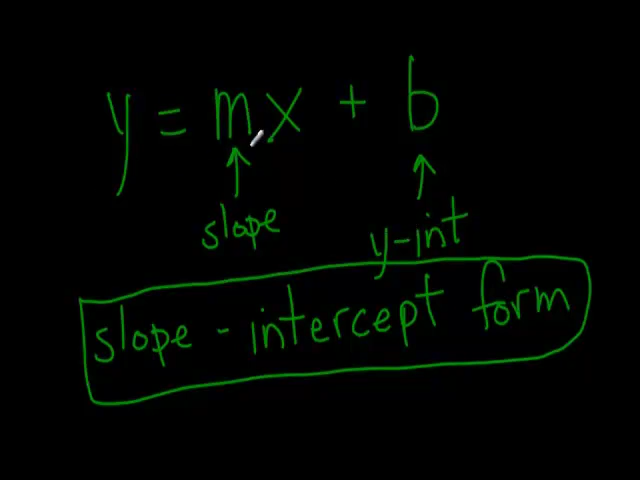 y = mx + b
slope y-int
slope - intercept form